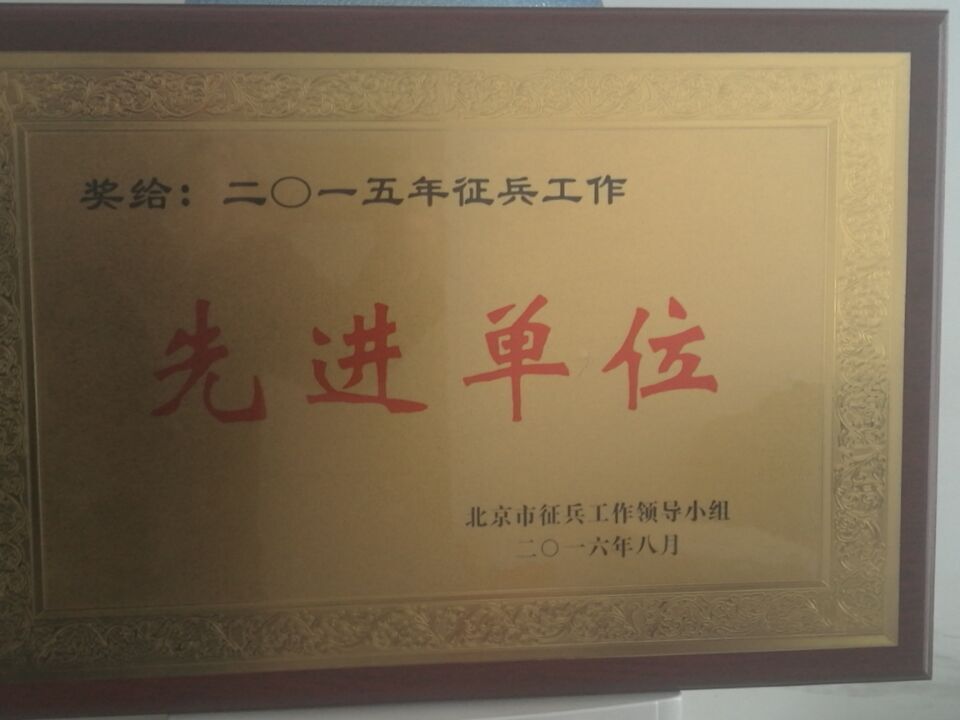 奖给：二〇一五年征兵工作
先进单位
北京市征兵工作领导小组
二〇一六年八月